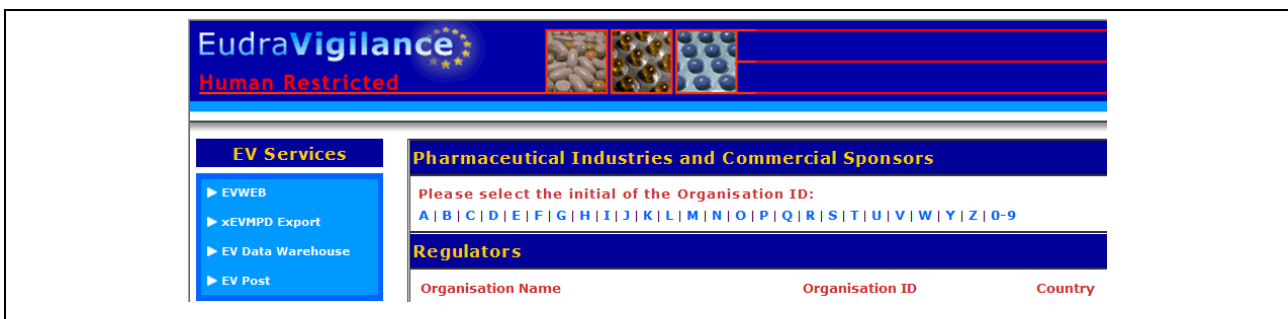 EudraVigilance
Human Restricted
EV Services
▶ EVWEB
▶ xEVMPD Export
▶ EV Data Warehouse
▶ EV Post
Pharmaceutical Industries and Commercial Sponsors
Please select the initial of the Organisation ID:
A | B | C | D | E | F | G | H | I | J | K | L | M | N | O | P | Q | R | S | T | U | V | W | Y | Z | 0-9
Regulators
Organisation Name Organisation ID Country